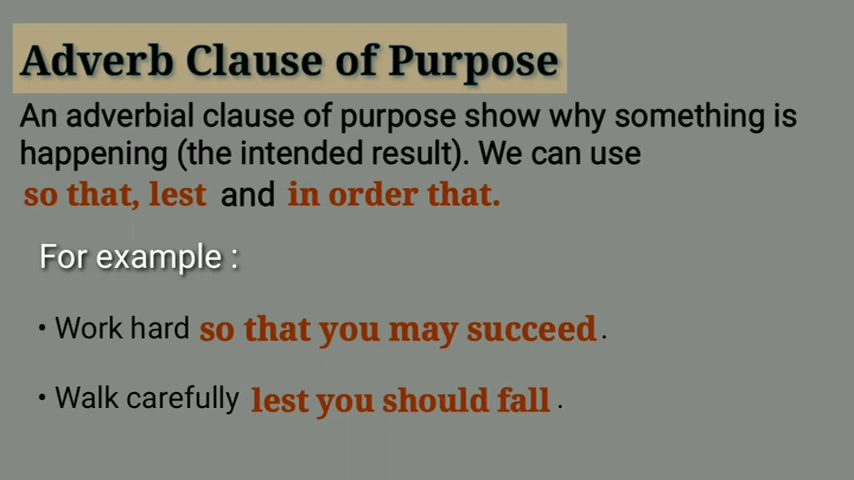 Adverb Clause of Purpose
An adverbial clause of purpose show why something is
happening (the intended result). We can use
so that, lest and in order that.
For example :
• Work hard so that you may succeed.
• Walk carefully lest you should fall.